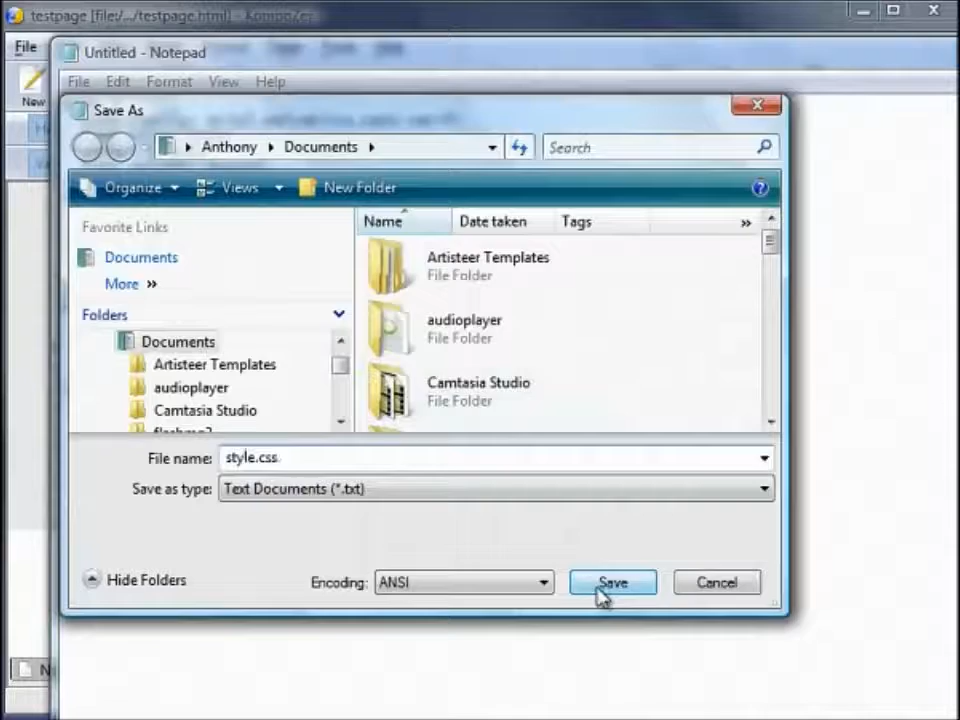 testpage [file:/.../testpage.html] - KompoZer
File
Untitled - Notepad
File Edit Format View Help
New
Save As
Anthony Documents
Search
Organize Views New Folder
Favorite Links
Documents
More »
Folders
Documents
Artisteer Templates
audioplayer
Camtasia Studio
flashmp3
Name Date taken Tags »
Artisteer Templates
File Folder
audioplayer
File Folder
Camtasia Studio
File Folder
File name: style.css
Save as type: Text Documents (*.txt)
Hide Folders
Encoding: ANSI
Save
Cancel